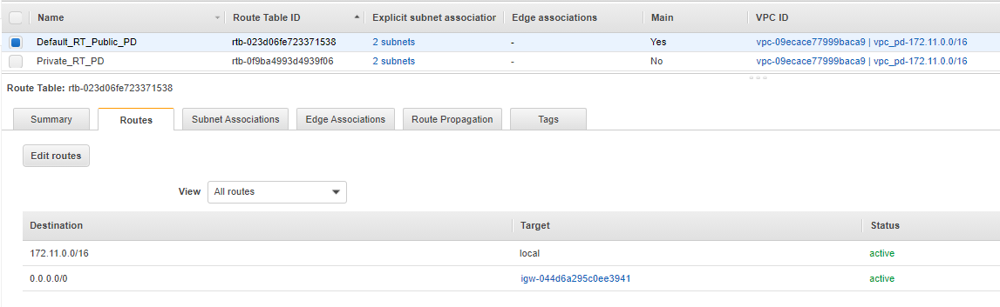 Name Route Table ID Explicit subnet association Edge associations Main VPC ID
Default_RT_Public_PD rtb-023d06fe723371538 2 subnets - Yes vpc-09ecace77999baca9 | vpc_pd-172.11.0.0/16
Private_RT_PD rtb-0f9ba4993d4939f06 2 subnets - No vpc-09ecace77999baca9 | vpc_pd-172.11.0.0/16
Route Table: rtb-023d06fe723371538
Summary Routes Subnet Associations Edge Associations Route Propagation Tags
Edit routes
View All routes
Destination Target Status
172.11.0.0/16 local active
0.0.0.0/0 igw-044d6a295c0ee3941 active